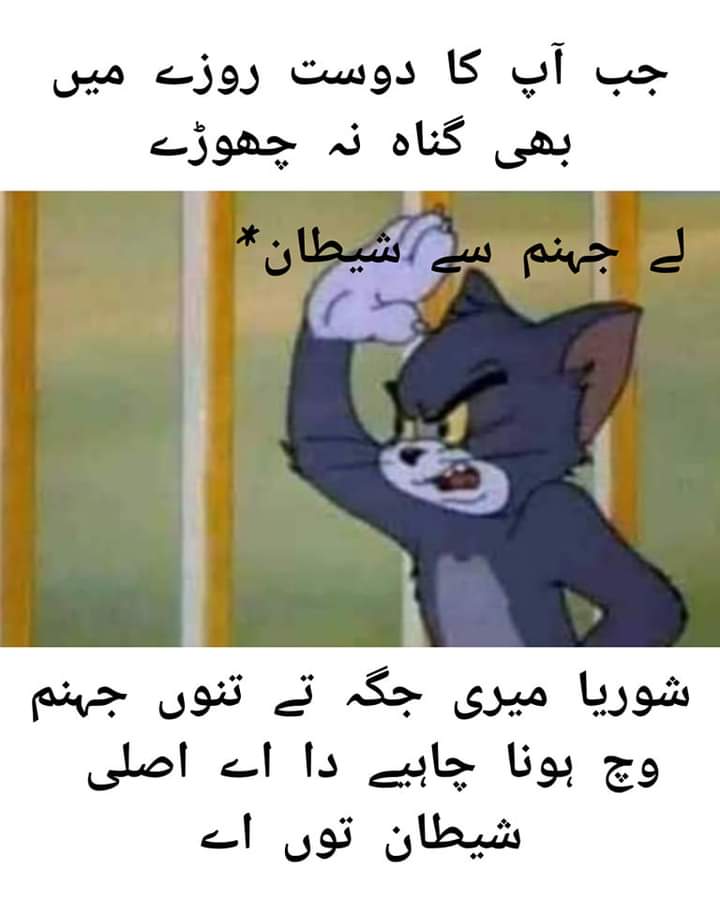 جب آپ کا دوست روزے میں
بھی گناہ نہ چھوڑے
لے جہنم سے شیطان*
شوریا میری جگہ تے تنوں جہنم
وچ ہونا چاہیے دا اے اصلی
شیطان توں اے